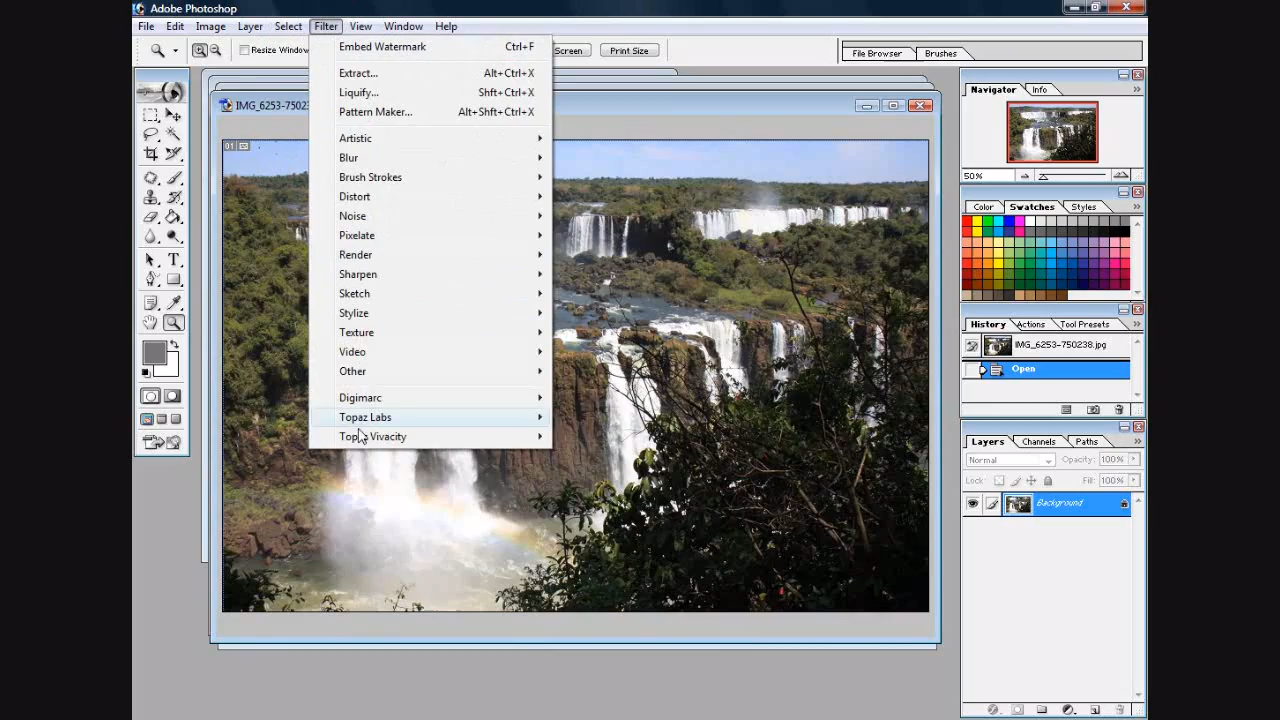 Adobe Photoshop
File Edit Image Layer Select Filter View Window Help
Resize Window
Screen Print Size File Browser Brushes
IMG_6253-75023
01
Embed Watermark Ctrl+F
Extract... Alt+Ctrl+X
Liquify... Shft+Ctrl+X
Pattern Maker... Alt+Shft+Ctrl+X
Artistic
Blur
Brush Strokes
Distort
Noise
Pixelate
Render
Sharpen
Sketch
Stylize
Texture
Video
Other
Digimarc
Topaz Labs
Vivacity
Navigator Info
50%
Color Swatches Styles
History Actions Tool Presets
IMG_6253-750238.jpg
Open
Layers Channels Paths
Normal Opacity: 100%
Lock: Fill: 100%
Background